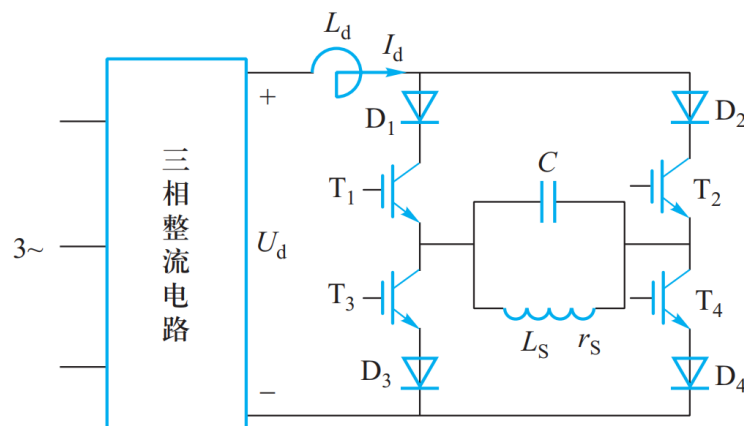 L_d
I_d
+
D_1
D_2
C
T_1
T_2
3~
三相整流电路
U_d
T_3
T_4
L_S
r_S
D_3
D_4
−